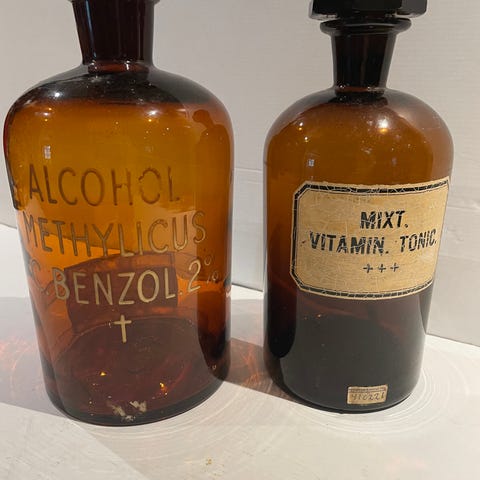 ALCOHOL
METHYLICUS
C. BENZOL. 2%
†
MIXT.
VITAMIN. TONIC.
+++